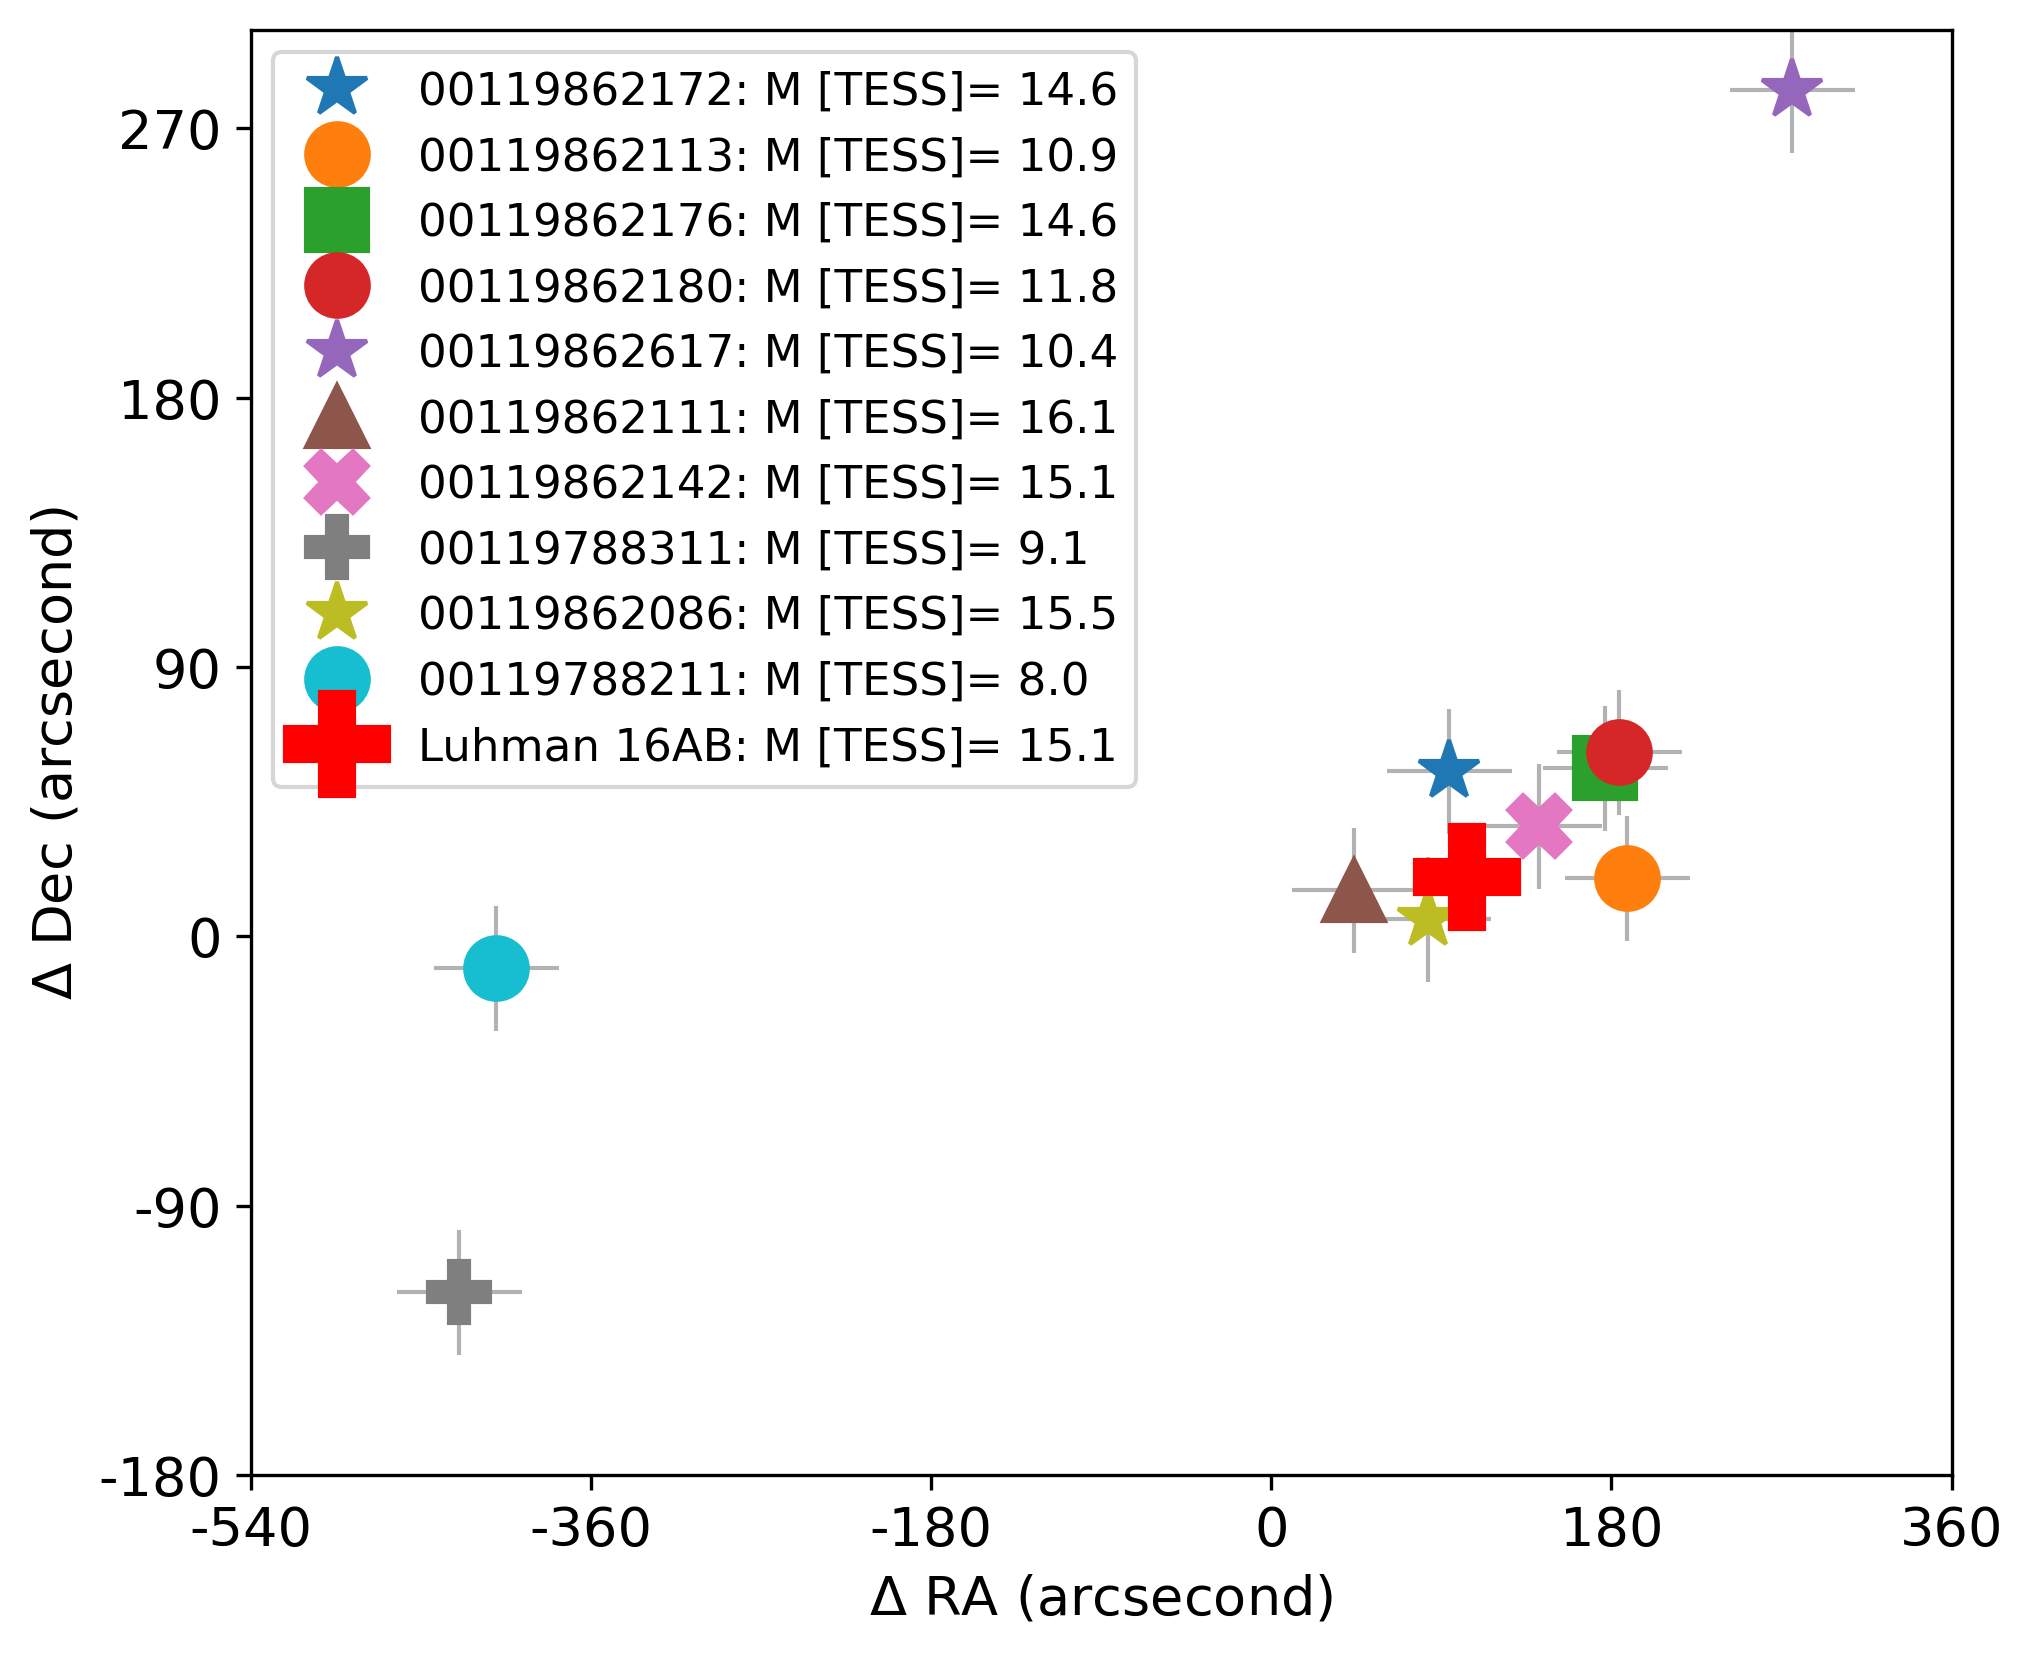 00119862172: M [TESS]= 14.6
00119862113: M [TESS]= 10.9
00119862176: M [TESS]= 14.6
00119862180: M [TESS]= 11.8
00119862617: M [TESS]= 10.4
00119862111: M [TESS]= 16.1
00119862142: M [TESS]= 15.1
00119788311: M [TESS]= 9.1
00119862086: M [TESS]= 15.5
00119788211: M [TESS]= 8.0
Luhman 16AB: M [TESS]= 15.1
270
180
90
0
-90
-180
Δ Dec (arcsecond)
-540
-360
-180
0
180
360
Δ RA (arcsecond)